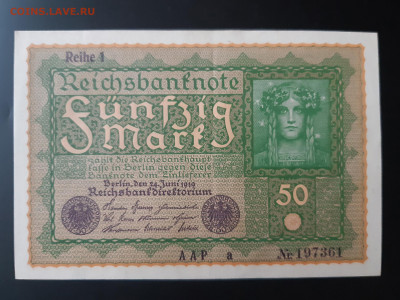 COINS.LAVE.RU
Reihe 1
Reichsbanknote
Fünfzig
Mark
zahlt die Reichsbankhaupt
kasse in Berlin gegen diese
Banknote dem Einlieferer
Berlin, den 24. Juni 1919
Reichsbankdirektorium
50
AAP a
Nr. 197361